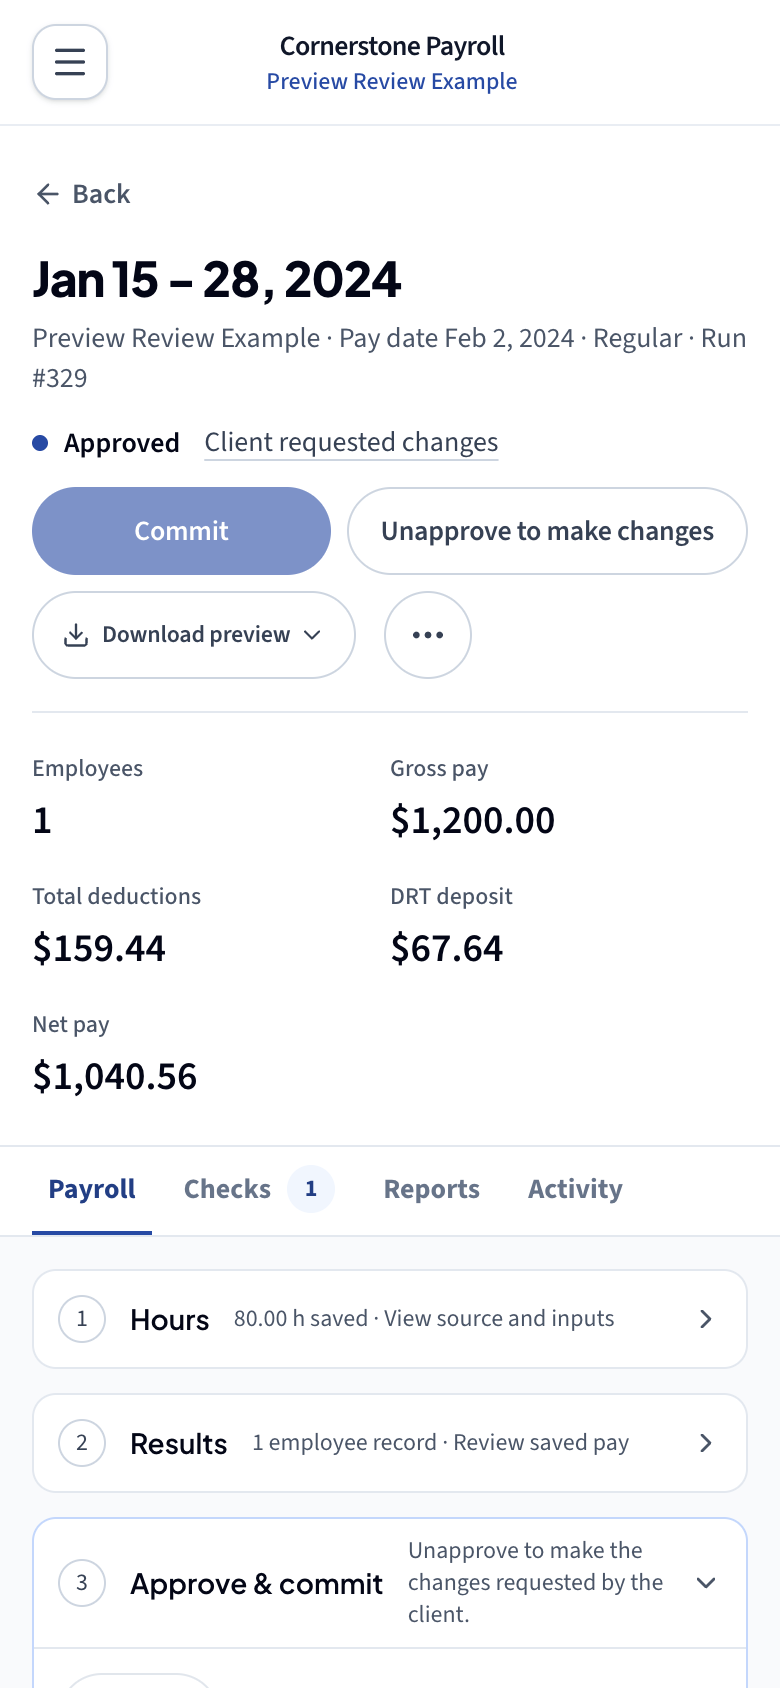 Cornerstone Payroll
Preview Review Example
Back
Jan 15 – 28, 2024
Preview Review Example · Pay date Feb 2, 2024 · Regular · Run
#329
Approved Client requested changes
Commit Unapprove to make changes
Download preview
Employees Gross pay
1 $1,200.00
Total deductions DRT deposit
$159.44 $67.64
Net pay
$1,040.56
Payroll Checks 1 Reports Activity
1 Hours 80.00 h saved · View source and inputs
2 Results 1 employee record · Review saved pay
3 Approve & commit Unapprove to make the
changes requested by the
client.